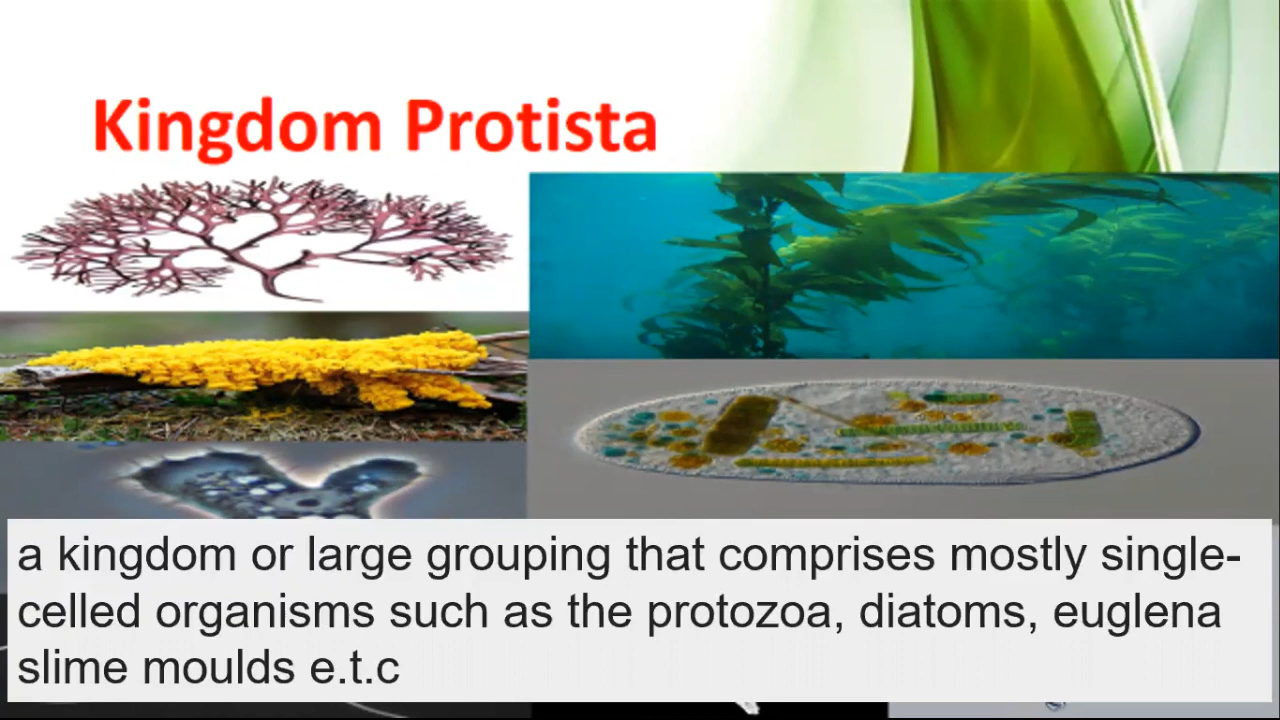 Kingdom Protista
a kingdom or large grouping that comprises mostly single-
celled organisms such as the protozoa, diatoms, euglena
slime moulds e.t.c